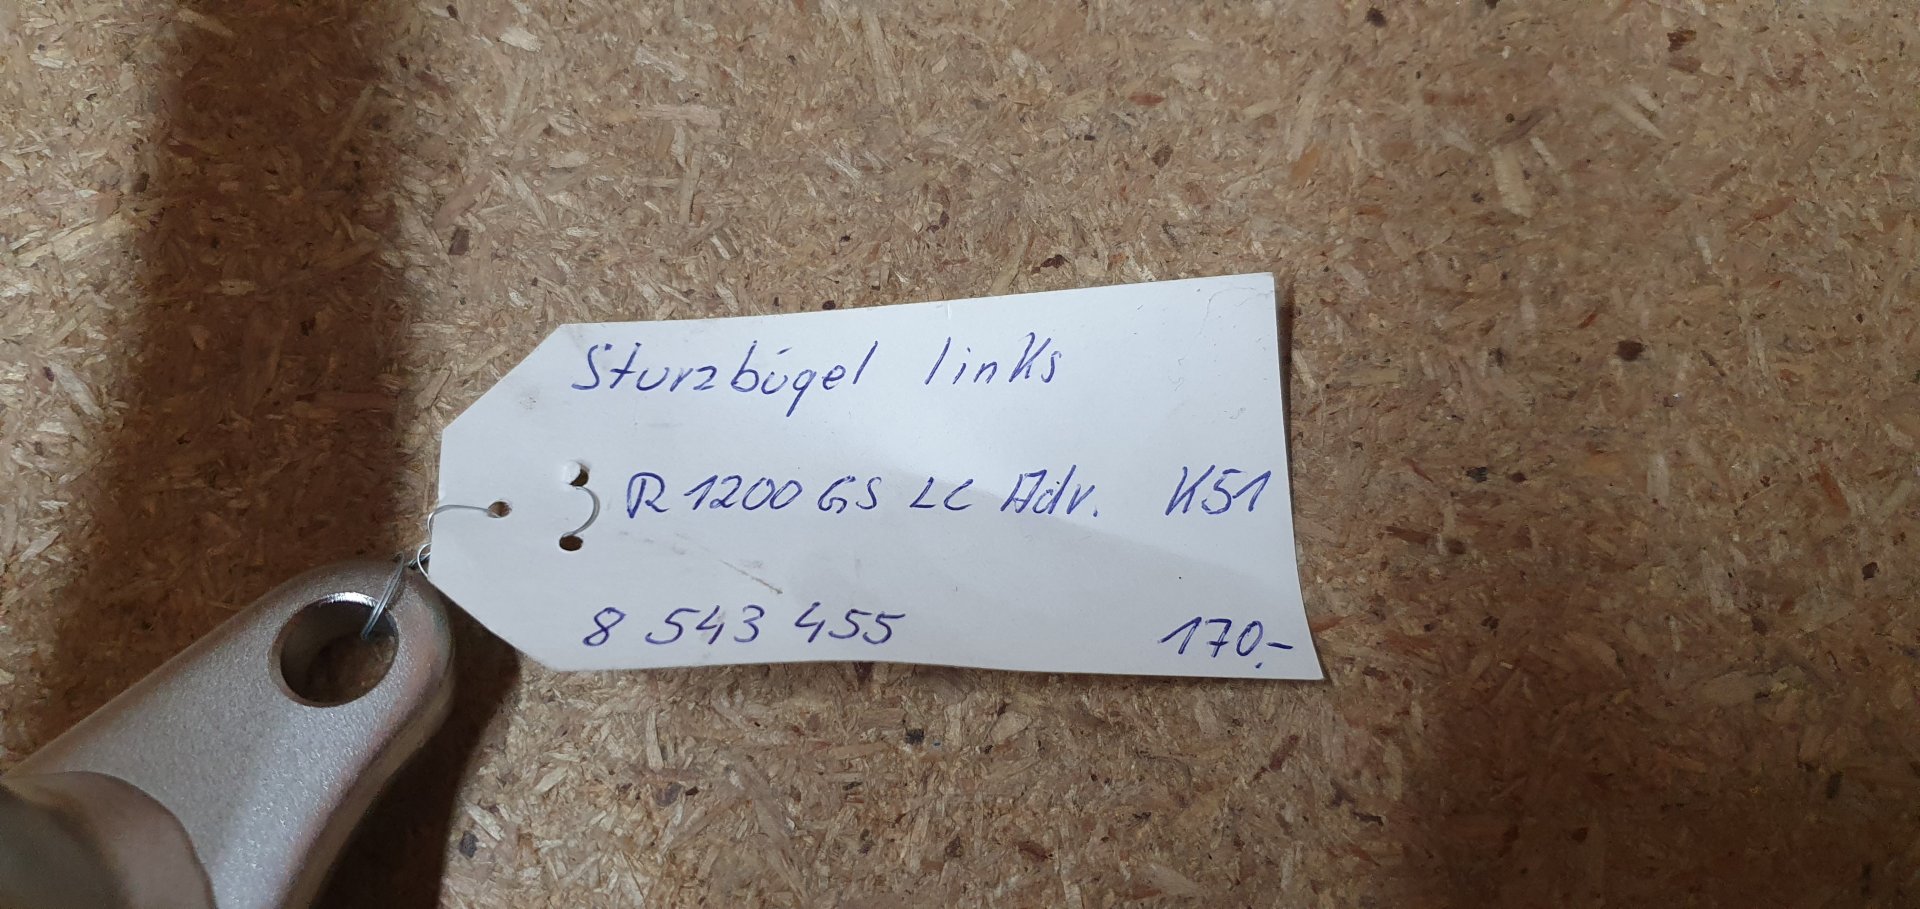 Sturzbügel links
R 1200 GS LC Adv. K51
8 543 455 170.-